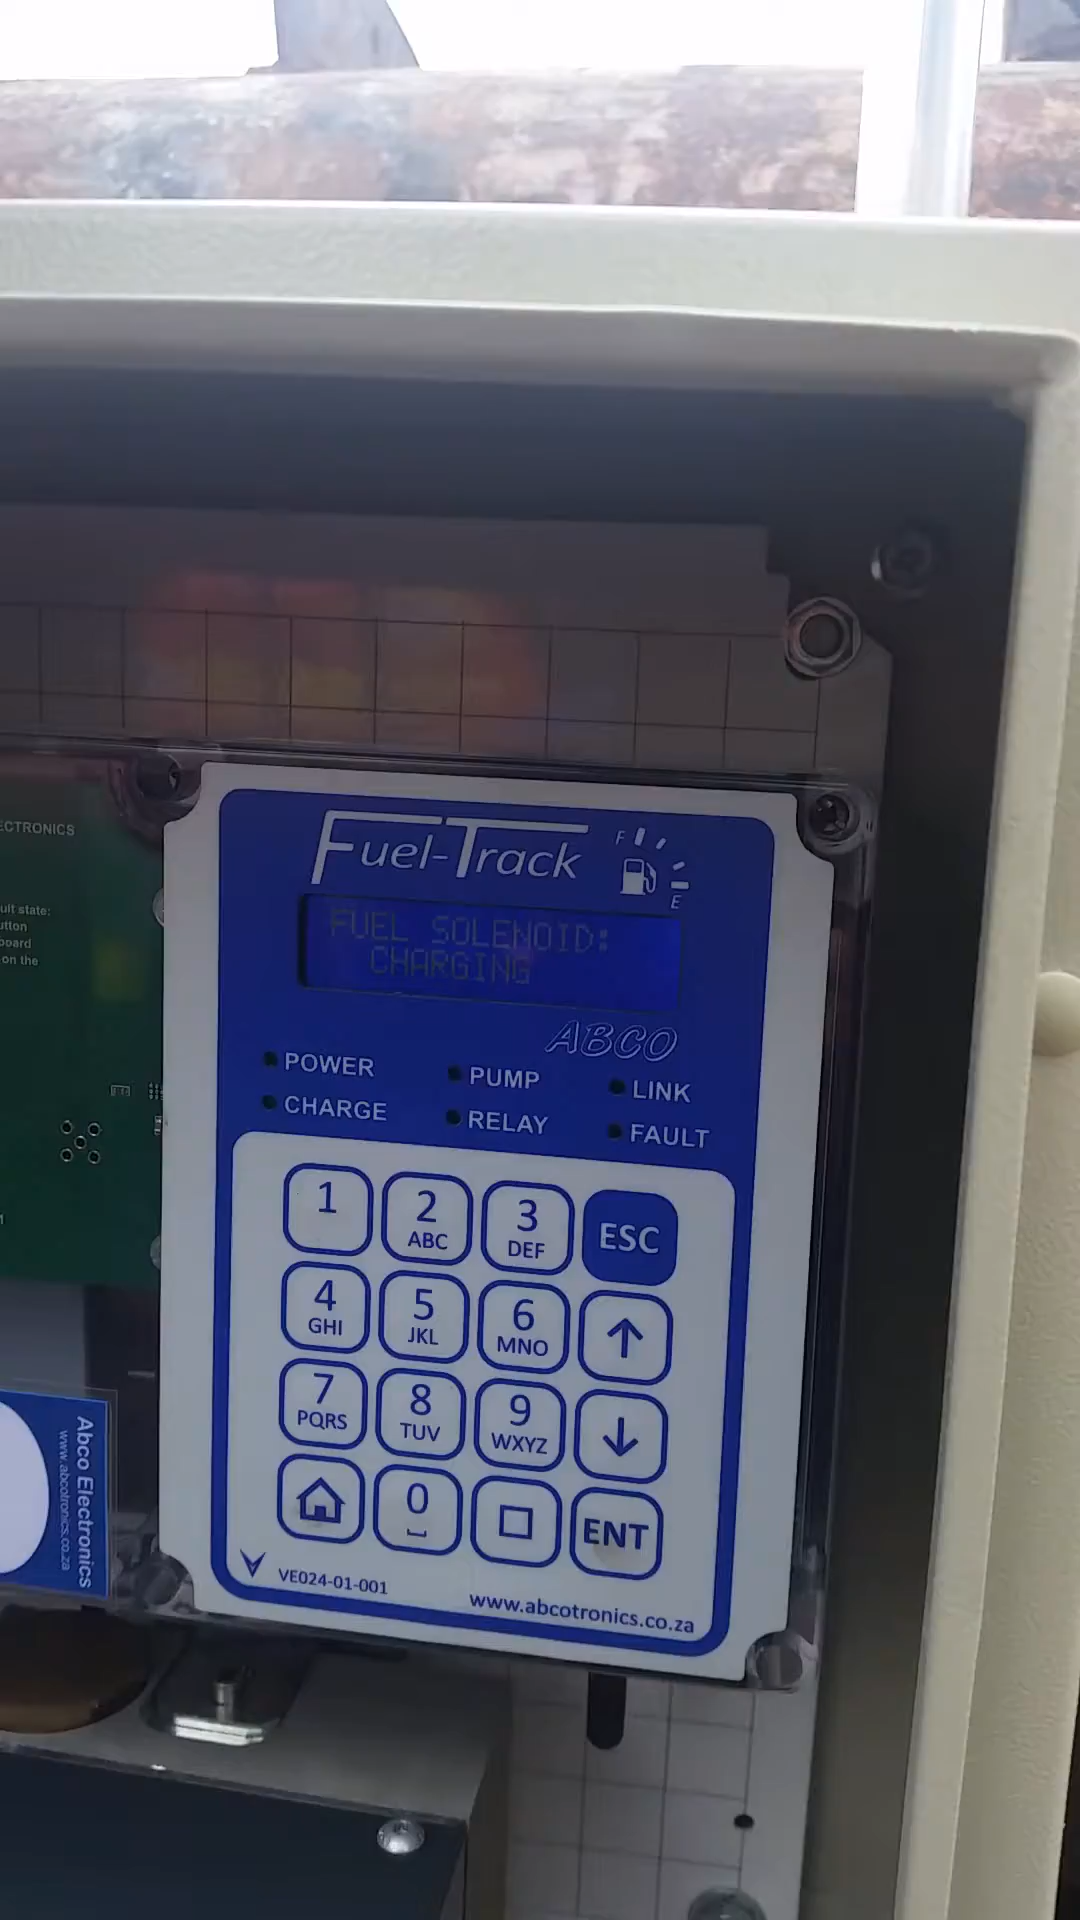 ECTRONICS
ult state:
utton
board
on the
Fuel-Track
F
E
FUEL SOLENOID:
CHARGING
ABCO
POWER
PUMP
LINK
CHARGE
RELAY
FAULT
1
2
ABC
3
DEF
ESC
4
GHI
5
JKL
6
MNO
↑
7
PQRS
8
TUV
9
WXYZ
↓
0
ENT
VE024-01-001
www.abcotronics.co.za
Abco Electronics
www.abcotronics.co.za